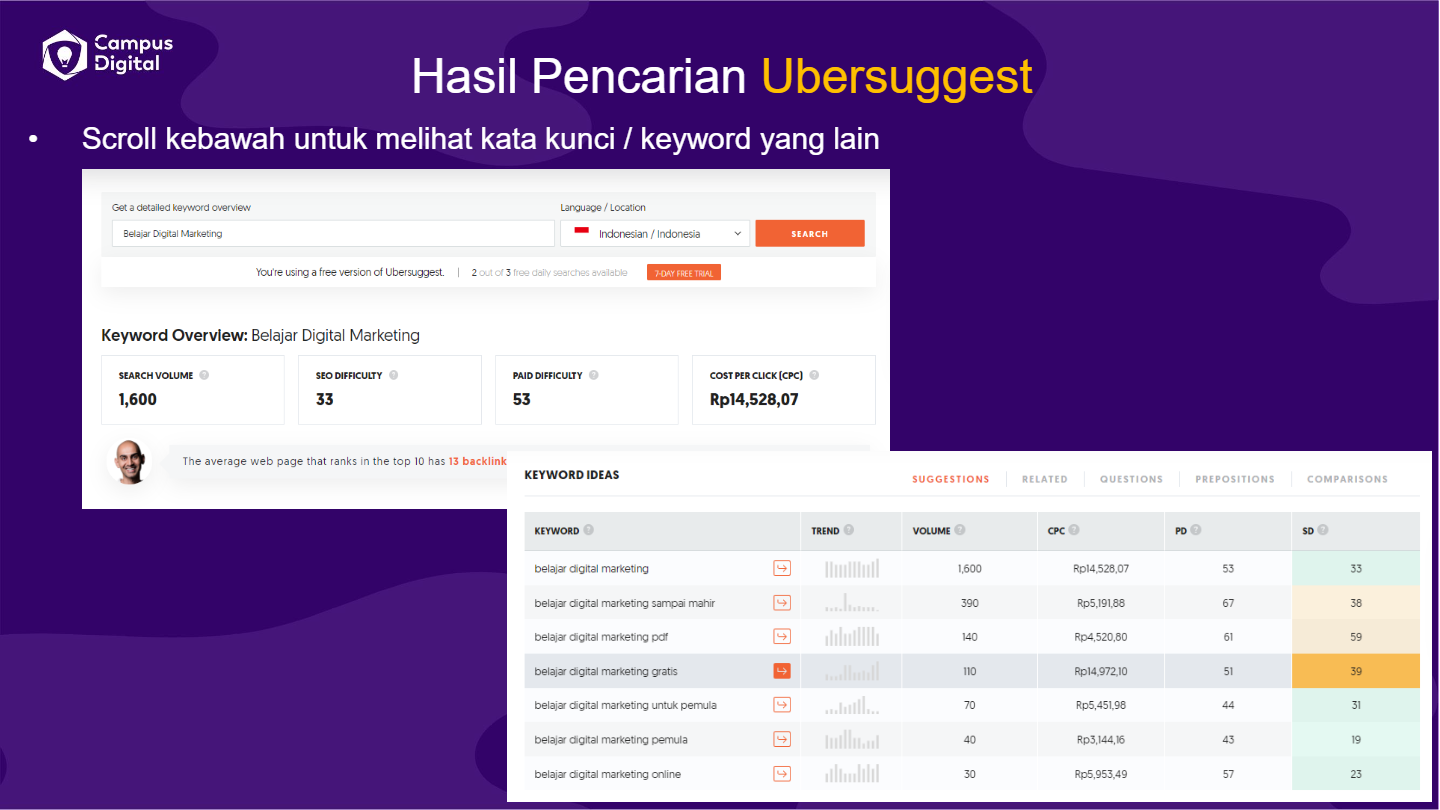 Campus
Digital
Hasil Pencarian Ubersuggest
• Scroll kebawah untuk melihat kata kunci / keyword yang lain
Get a detailed keyword overview
Language / Location
Belajar Digital Marketing
Indonesian / Indonesia
SEARCH
You're using a free version of Ubersuggest. | 2 out of 3 free daily searches available 7-DAY FREE TRIAL
Keyword Overview: Belajar Digital Marketing
SEARCH VOLUME
1,600
SEO DIFFICULTY
33
PAID DIFFICULTY
53
COST PER CLICK (CPC)
Rp14,528,07
The average web page that ranks in the top 10 has 13 backlink
KEYWORD IDEAS
SUGGESTIONS RELATED QUESTIONS PREPOSITIONS COMPARISONS
KEYWORD TREND VOLUME CPC PD SD
belajar digital marketing 1,600 Rp14,528,07 53 33
belajar digital marketing sampai mahir 390 Rp5,191,88 67 38
belajar digital marketing pdf 140 Rp4,520,80 61 59
belajar digital marketing gratis 110 Rp14,972,10 51 39
belajar digital marketing untuk pemula 70 Rp5,451,98 44 31
belajar digital marketing pemula 40 Rp3,144,16 43 19
belajar digital marketing online 30 Rp5,953,49 57 23